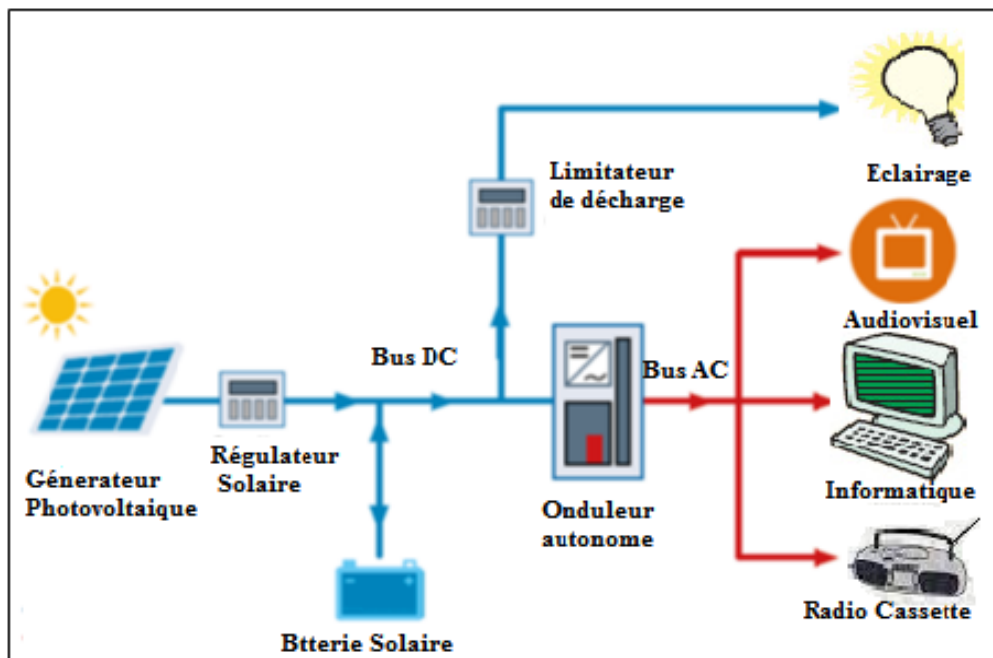 Limitateur
de décharge
Eclairage
Audiovisuel
Bus DC
Bus AC
Génerateur
Photovoltaique
Régulateur
Solaire
Onduleur
autonome
Informatique
Btterie Solaire
Radio Cassette